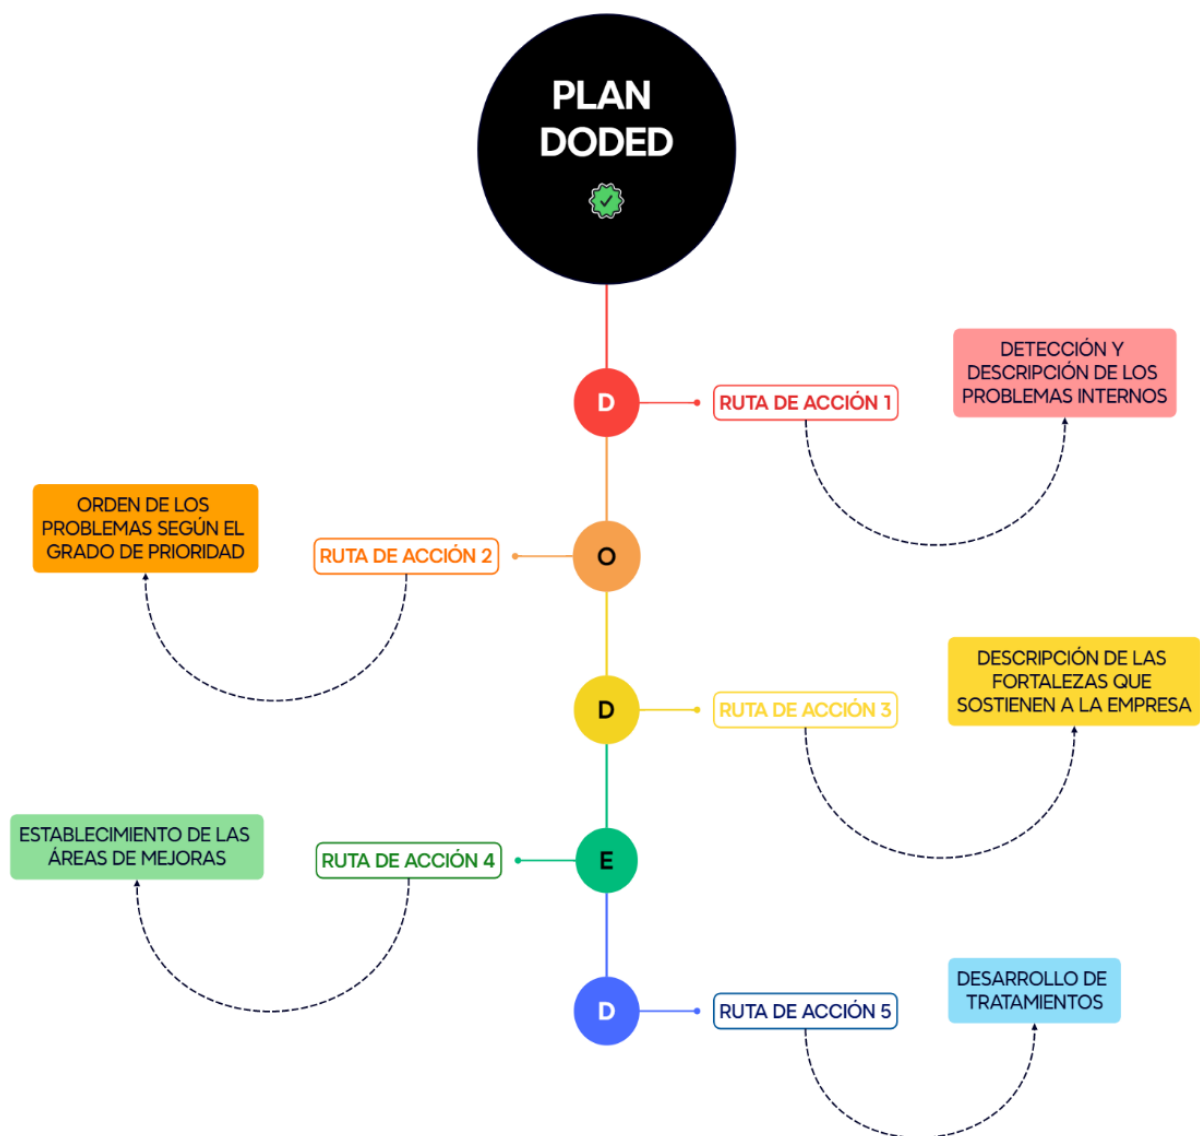 PLAN
DODED
D
RUTA DE ACCIÓN 1
DETECCIÓN Y
DESCRIPCIÓN DE LOS
PROBLEMAS INTERNOS
O
RUTA DE ACCIÓN 2
ORDEN DE LOS
PROBLEMAS SEGÚN EL
GRADO DE PRIORIDAD
D
RUTA DE ACCIÓN 3
DESCRIPCIÓN DE LAS
FORTALEZAS QUE
SOSTIENEN A LA EMPRESA
E
RUTA DE ACCIÓN 4
ESTABLECIMIENTO DE LAS
ÁREAS DE MEJORAS
D
RUTA DE ACCIÓN 5
DESARROLLO DE
TRATAMIENTOS